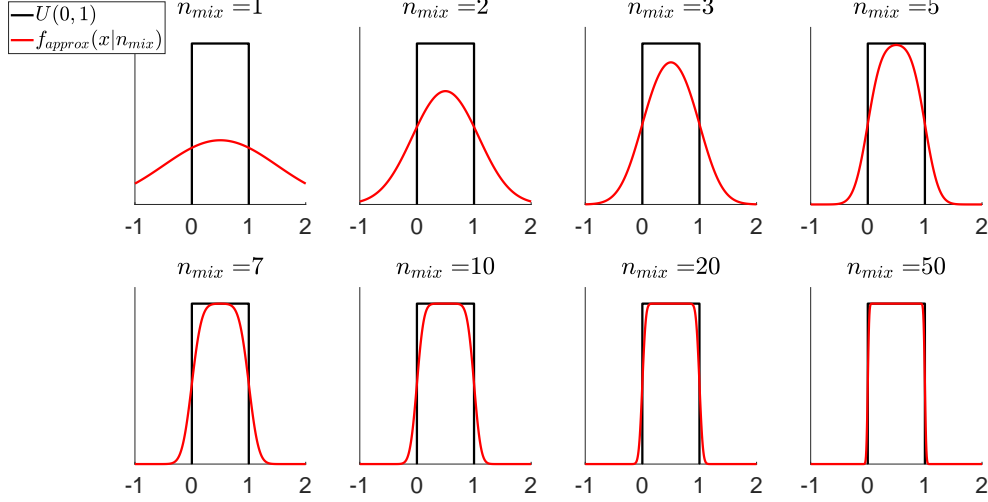 n_mix =1
n_mix =2
n_mix =3
n_mix =5
U(0, 1)
f_approx(x|n_mix)
-1 0 1 2
-1 0 1 2
-1 0 1 2
-1 0 1 2
n_mix =7
n_mix =10
n_mix =20
n_mix =50
-1 0 1 2
-1 0 1 2
-1 0 1 2
-1 0 1 2